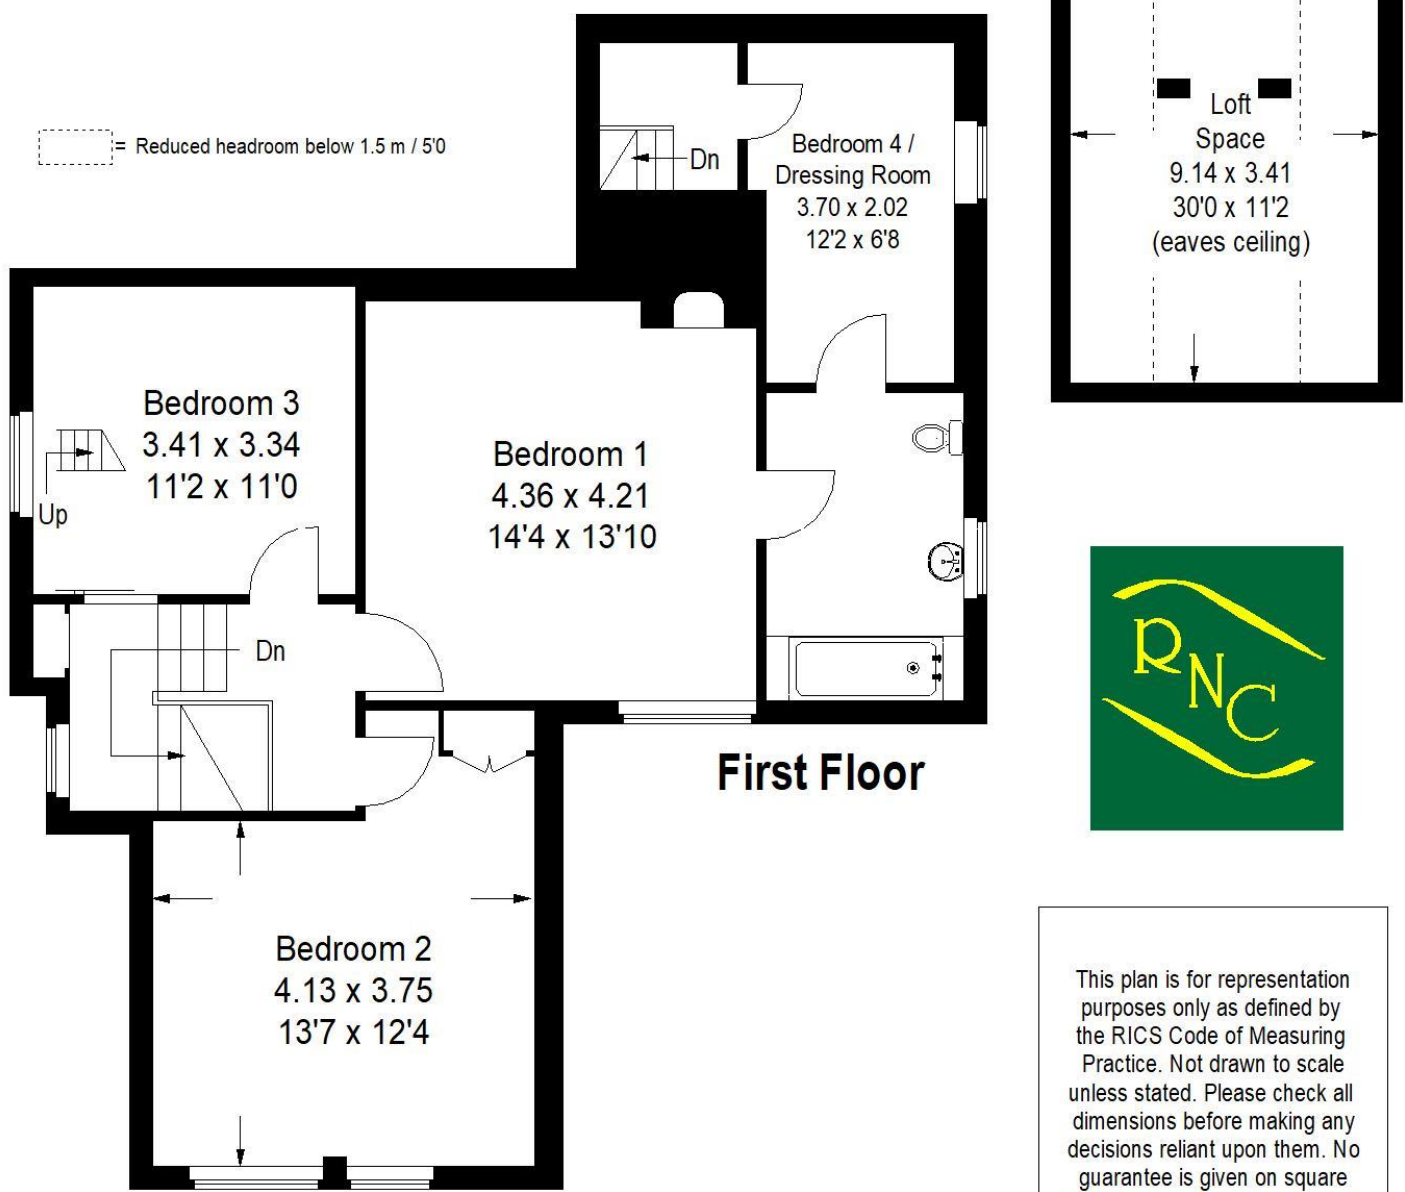 = Reduced headroom below 1.5 m / 5'0
Dn
Bedroom 4 /
Dressing Room
3.70 x 2.02
12'2 x 6'8
Loft
Space
9.14 x 3.41
30'0 x 11'2
(eaves ceiling)
Bedroom 3
3.41 x 3.34
11'2 x 11'0
Up
Bedroom 1
4.36 x 4.21
14'4 x 13'10
Dn
First Floor
RNC
Bedroom 2
4.13 x 3.75
13'7 x 12'4
This plan is for representation
purposes only as defined by
the RICS Code of Measuring
Practice. Not drawn to scale
unless stated. Please check all
dimensions before making any
decisions reliant upon them. No
guarantee is given on square